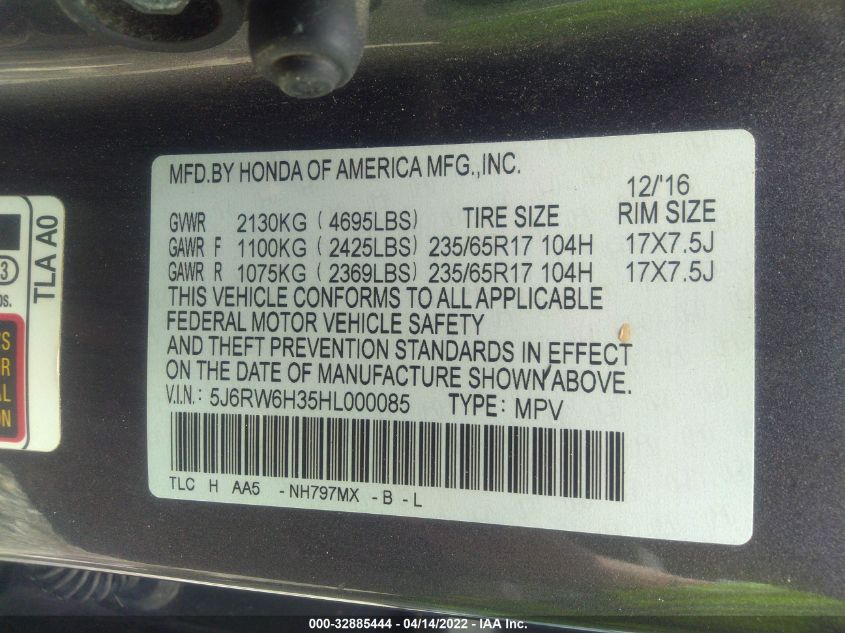 MFD.BY HONDA OF AMERICA MFG.,INC.
12/'16
GVWR 2130KG ( 4695LBS) TIRE SIZE RIM SIZE
GAWR F 1100KG ( 2425LBS) 235/65R17 104H 17X7.5J
GAWR R 1075KG ( 2369LBS) 235/65R17 104H 17X7.5J
THIS VEHICLE CONFORMS TO ALL APPLICABLE
FEDERAL MOTOR VEHICLE SAFETY
AND THEFT PREVENTION STANDARDS IN EFFECT
ON THE DATE OF MANUFACTURE SHOWN ABOVE.
V.I.N.: 5J6RW6H35HL000085 TYPE: MPV
TLC H AA5 -NH797MX -B -L
TLA A0
000-32885444 - 04/14/2022 - IAA Inc.